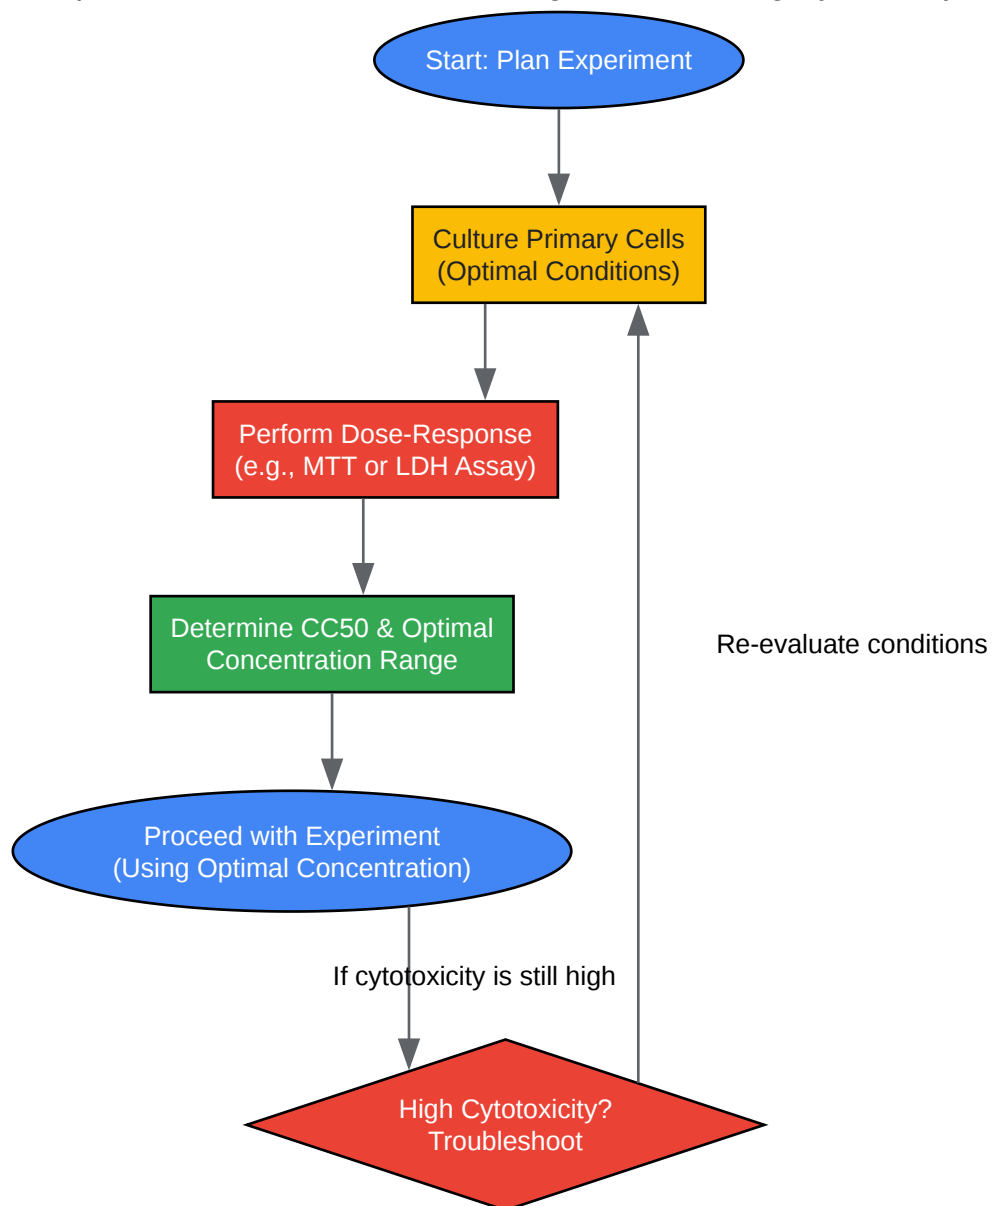 Start: Plan Experiment
Culture Primary Cells
(Optimal Conditions)
Perform Dose-Response
(e.g., MTT or LDH Assay)
Determine CC50 & Optimal
Concentration Range
Re-evaluate conditions
Proceed with Experiment
(Using Optimal Concentration)
If cytotoxicity is still high
High Cytotoxicity?
Troubleshoot